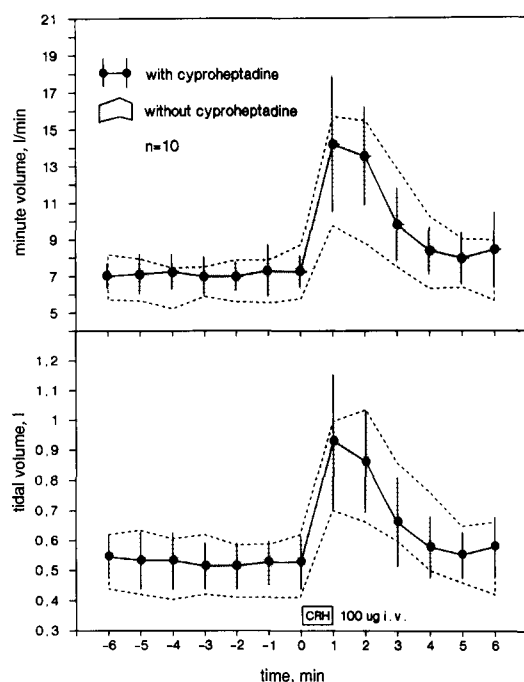 21
19
17
15
13
11
9
7
5
minute volume, l/min
with cyproheptadine
without cyproheptadine
n=10
1.2
1.1
1
0.9
0.8
0.7
0.6
0.5
0.4
0.3
tidal volume, l
CRH 100 ug i.v.
-6 -5 -4 -3 -2 -1 0 1 2 3 4 5 6
time, min